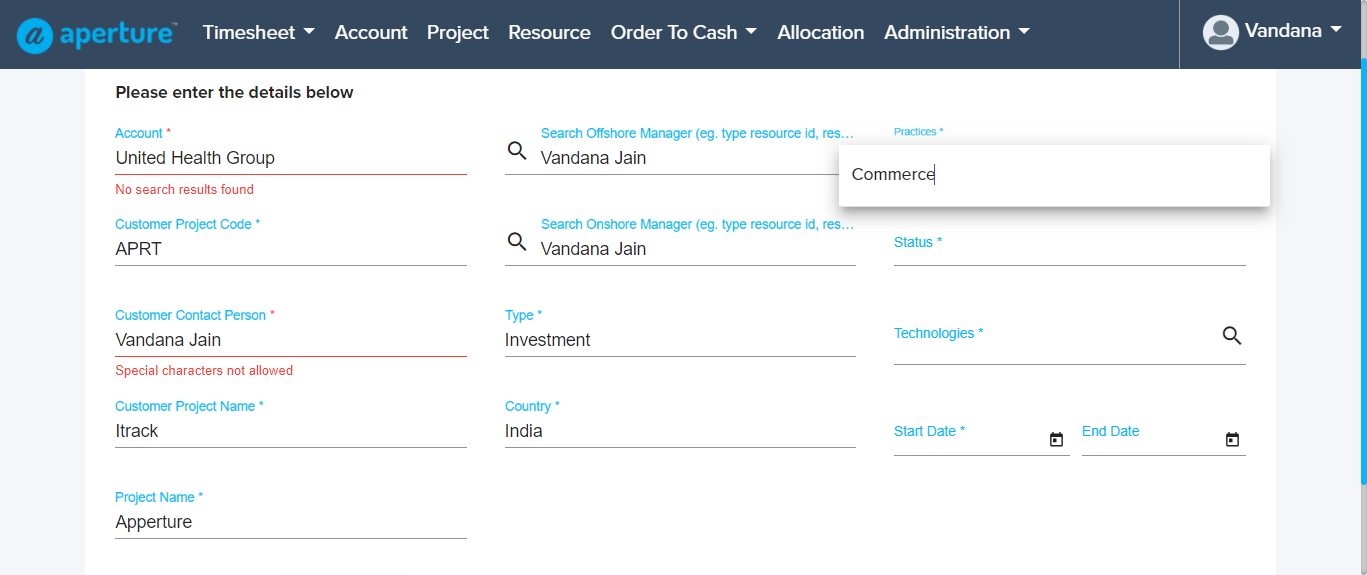 @ aperture™ Timesheet Account Project Resource Order To Cash Allocation Administration Vandana
Please enter the details below
Account *
United Health Group
No search results found
Customer Project Code *
APRT
Customer Contact Person *
Vandana Jain
Special characters not allowed
Customer Project Name *
Itrack
Project Name *
Apperture
Search Offshore Manager (eg. type resource id, res...
Vandana Jain
Search Onshore Manager (eg. type resource id, res...
Vandana Jain
Type *
Investment
Country *
India
Practices *
Commerce
Status *
Technologies *
Start Date * End Date